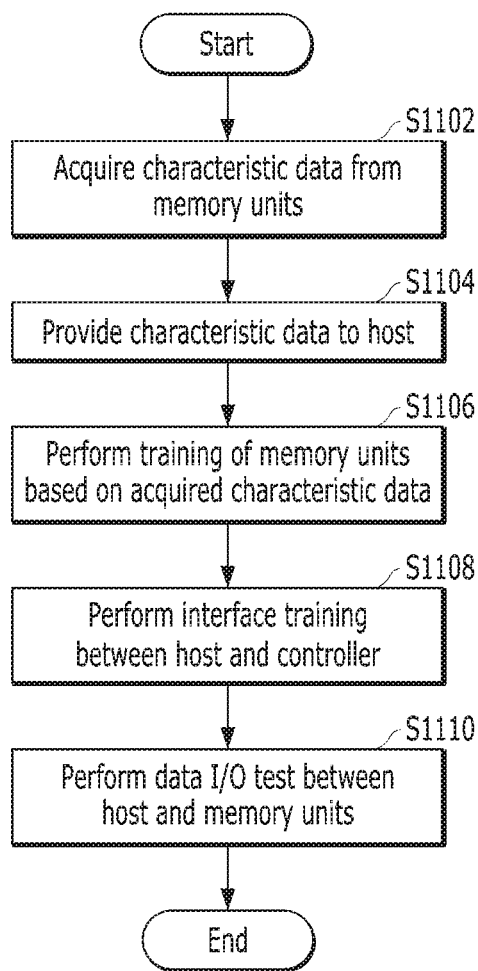 Start
S1102
Acquire characteristic data from
memory units
S1104
Provide characteristic data to host
S1106
Perform training of memory units
based on acquired characteristic data
S1108
Perform interface training
between host and controller
S1110
Perform data I/O test between
host and memory units
End